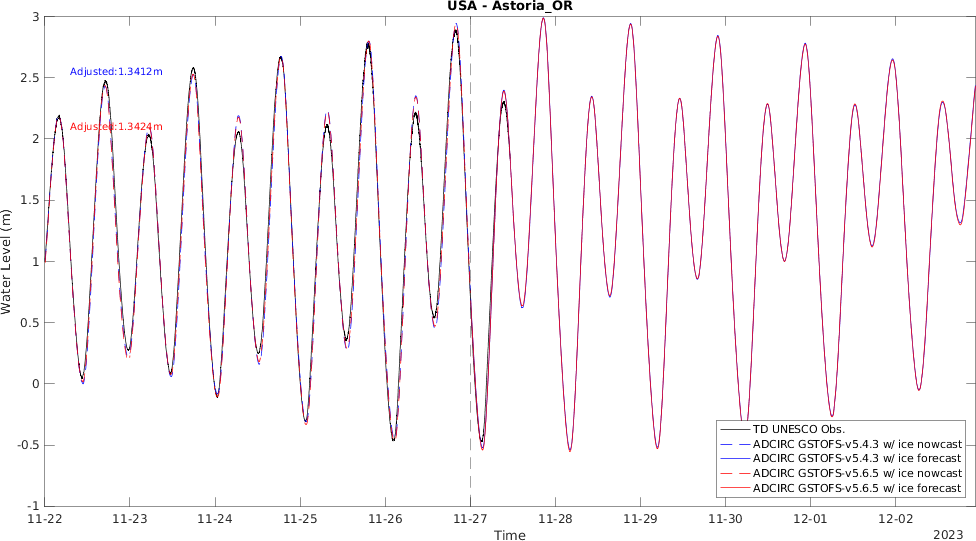 USA - Astoria_OR
3
2.5
2
1.5
1
0.5
0
-0.5
-1
Water Level (m)
Adjusted:1.3412m
Adjusted:1.3424m
TD UNESCO Obs.
ADCIRC GSTOFS-v5.4.3 w/ ice nowcast
ADCIRC GSTOFS-v5.4.3 w/ ice forecast
ADCIRC GSTOFS-v5.6.5 w/ ice nowcast
ADCIRC GSTOFS-v5.6.5 w/ ice forecast
11-22 11-23 11-24 11-25 11-26 11-27 11-28 11-29 11-30 12-01 12-02
Time
2023